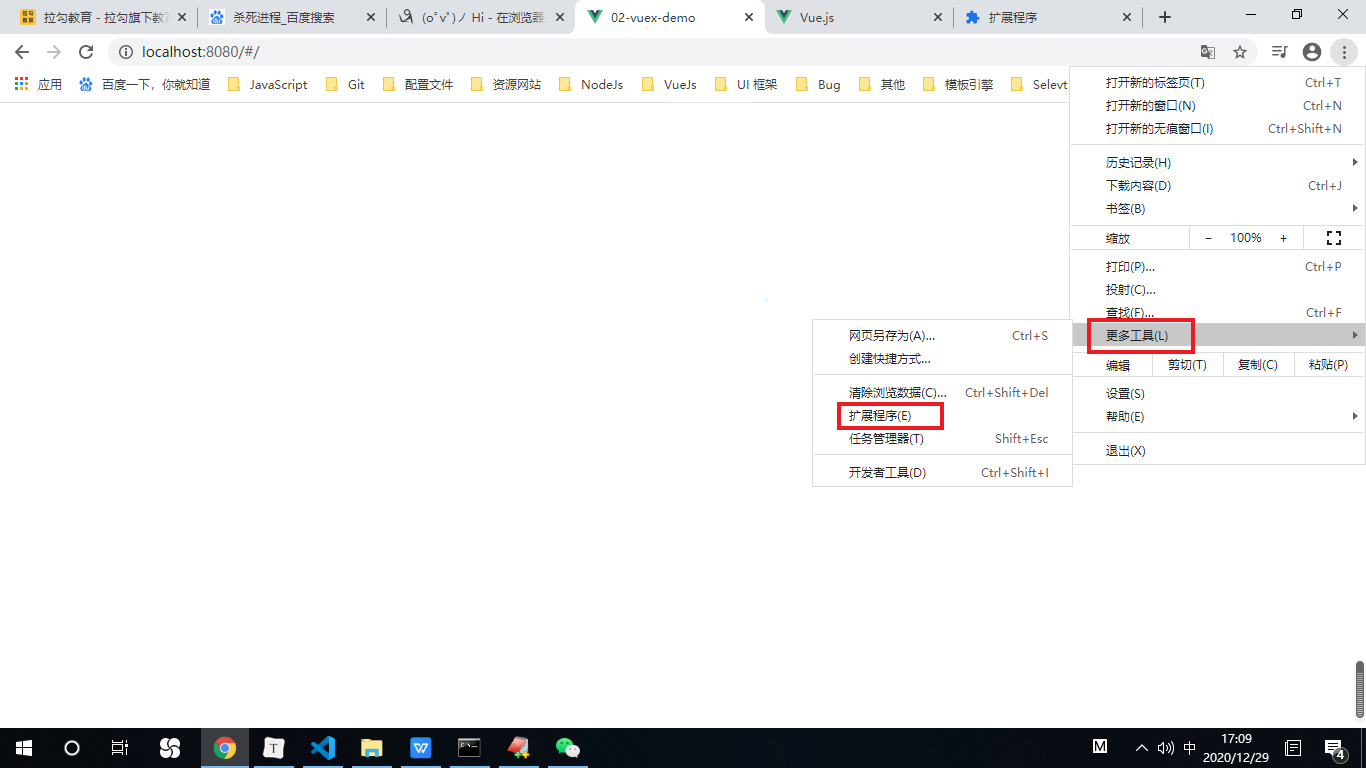 拉勾教育 - 拉勾旗下教育
杀死进程_百度搜索
(o゚v゚)ノ Hi - 在浏览器
02-vuex-demo
Vue.js
扩展程序
localhost:8080/#/
应用
百度一下，你就知道
JavaScript
Git
配置文件
资源网站
NodeJs
VueJs
UI 框架
Bug
其他
模板引擎
Selevt
打开新的标签页(T) Ctrl+T
打开新的窗口(N) Ctrl+N
打开新的无痕窗口(I) Ctrl+Shift+N
历史记录(H)
下载内容(D) Ctrl+J
书签(B)
缩放 − 100% +
打印(P)... Ctrl+P
投射(C)...
查找(F)... Ctrl+F
更多工具(L)
编辑 剪切(T) 复制(C) 粘贴(P)
设置(S)
帮助(E)
退出(X)
网页另存为(A)... Ctrl+S
创建快捷方式...
清除浏览数据(C)... Ctrl+Shift+Del
扩展程序(E)
任务管理器(T) Shift+Esc
开发者工具(D) Ctrl+Shift+I
T
W
M
中
17:09
2020/12/29
4